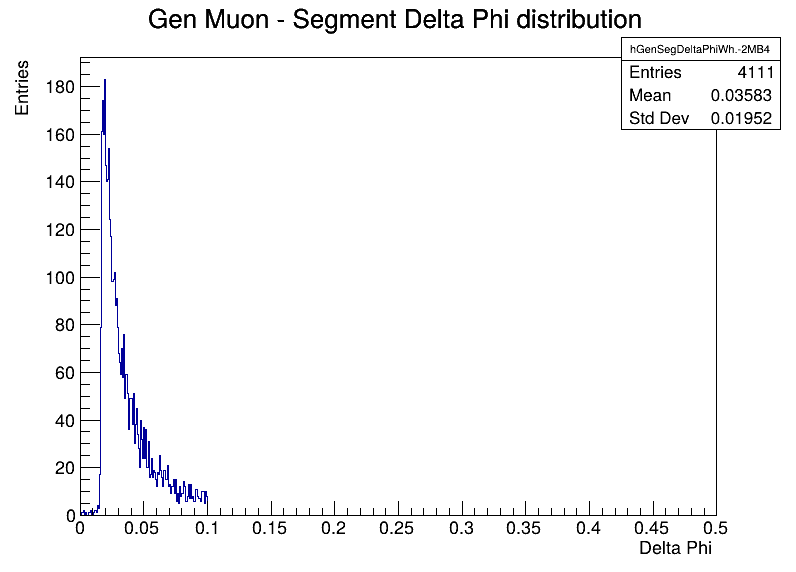 Gen Muon - Segment Delta Phi distribution
hGenSegDeltaPhiWh.-2MB4
Entries 4111
Mean 0.03583
Std Dev 0.01952
Entries
180
160
140
120
100
80
60
40
20
0
0 0.05 0.1 0.15 0.2 0.25 0.3 0.35 0.4 0.45 0.5
Delta Phi